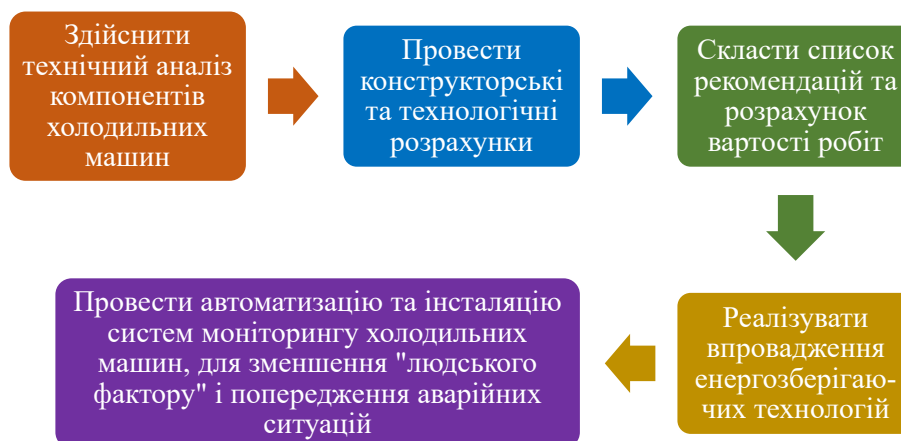 Здійснити
технічний аналіз
компонентів
холодильних
машин
Провести
конструкторські
та технологічні
розрахунки
Скласти список
рекомендацій та
розрахунок
вартості робіт
Реалізувати
впровадження
енергозберігаю-
чих технологій
Провести автоматизацію та інсталяцію
систем моніторингу холодильних
машин, для зменшення "людського
фактору" і попередження аварійних
ситуацій